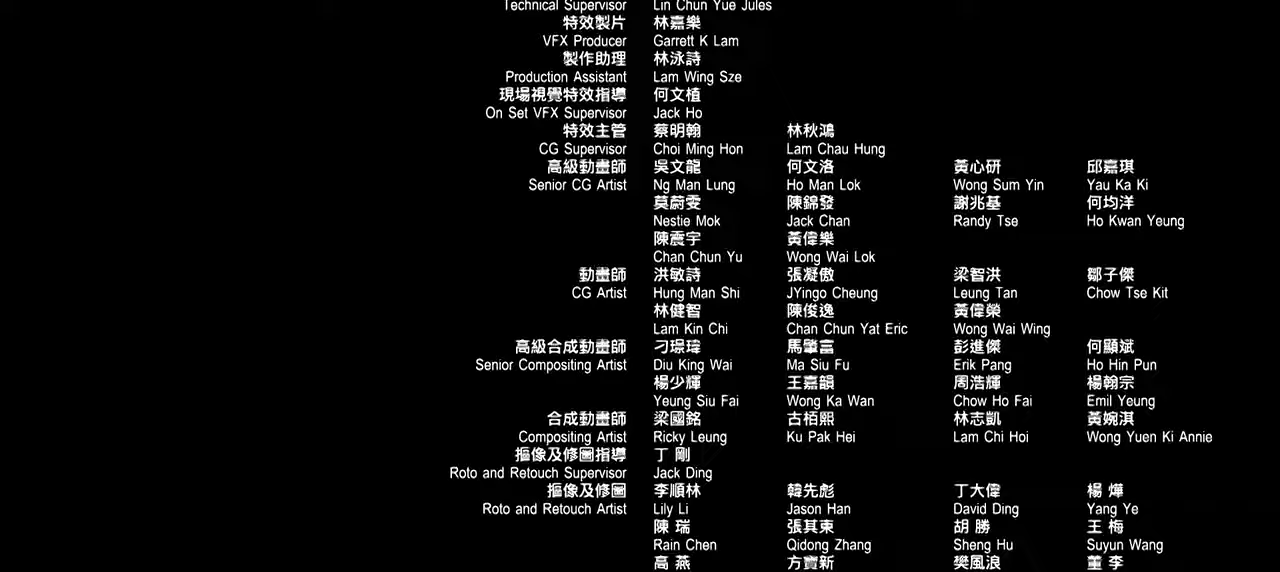 Technical Supervisor Lin Chun Yue Jules
特效製片 林嘉樂
VFX Producer Garrett K Lam
製作助理 林泳詩
Production Assistant Lam Wing Sze
現場視覺特效指導 何文植
On Set VFX Supervisor Jack Ho
特效主管 蔡明翰 林秋鴻
CG Supervisor Choi Ming Hon Lam Chau Hung
高級動畫師 吳文龍 何文洛 黃心研 邱嘉琪
Senior CG Artist Ng Man Lung Ho Man Lok Wong Sum Yin Yau Ka Ki
莫蔚雯 陳錦發 謝兆基 何均洋
Nestie Mok Jack Chan Randy Tse Ho Kwan Yeung
陳震宇 黃偉樂
Chan Chun Yu Wong Wai Lok
動畫師 洪敏詩 張凝傲 梁智洪 鄒子傑
CG Artist Hung Man Shi JYingo Cheung Leung Tan Chow Tse Kit
林健智 陳俊逸 黃偉榮
Lam Kin Chi Chan Chun Yat Eric Wong Wai Wing
高級合成動畫師 刁璟瑋 馬肇富 彭進傑 何顯斌
Senior Compositing Artist Diu King Wai Ma Siu Fu Erik Pang Ho Hin Pun
楊少輝 王嘉韻 周浩輝 楊翰宗
Yeung Siu Fai Wong Ka Wan Chow Ho Fai Emil Yeung
合成動畫師 梁國銘 古栢熙 林志凱 黃婉淇
Compositing Artist Ricky Leung Ku Pak Hei Lam Chi Hoi Wong Yuen Ki Annie
摳像及修圖指導 丁 剛
Roto and Retouch Supervisor Jack Ding
摳像及修圖 李順林 韓先彪 丁大偉 楊 燁
Roto and Retouch Artist Lily Li Jason Han David Ding Yang Ye
陳 瑞 張其東 胡 勝 王 梅
Rain Chen Qidong Zhang Sheng Hu Suyun Wang
高 燕 方寶新 樊風浪 董 李